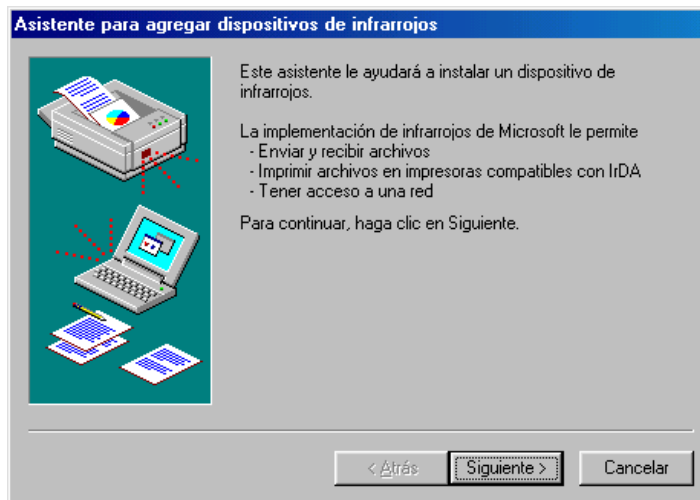 Asistente para agregar dispositivos de infrarrojos
Este asistente le ayudará a instalar un dispositivo de
infrarrojos.
La implementación de infrarrojos de Microsoft le permite
- Enviar y recibir archivos
- Imprimir archivos en impresoras compatibles con IrDA
- Tener acceso a una red
Para continuar, haga clic en Siguiente.
< Atrás
Siguiente >
Cancelar